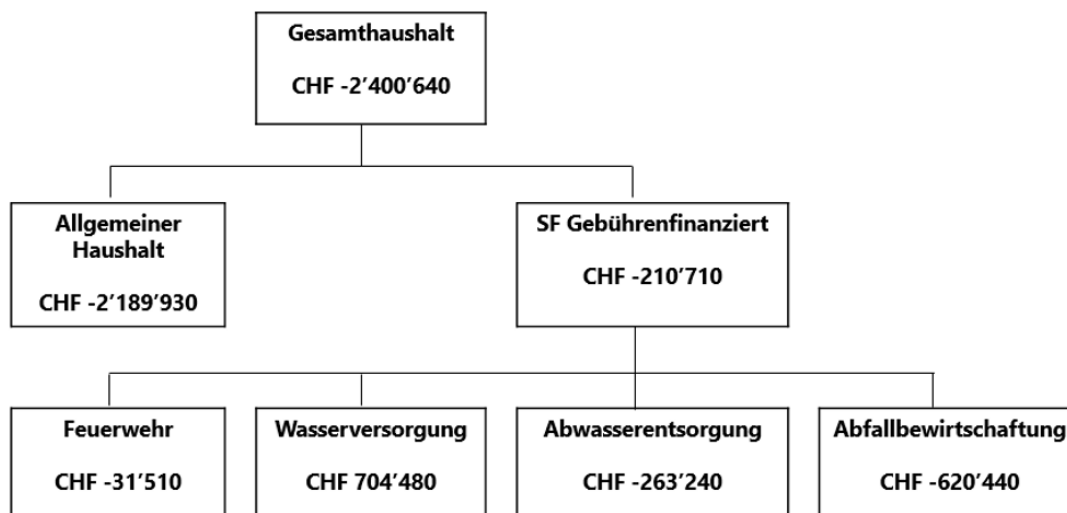 Gesamthaushalt
CHF -2’400’640
Allgemeiner
Haushalt
CHF -2’189’930
SF Gebührenfinanziert
CHF -210’710
Feuerwehr
CHF -31’510
Wasserversorgung
CHF 704’480
Abwasserentsorgung
CHF -263’240
Abfallbewirtschaftung
CHF -620’440